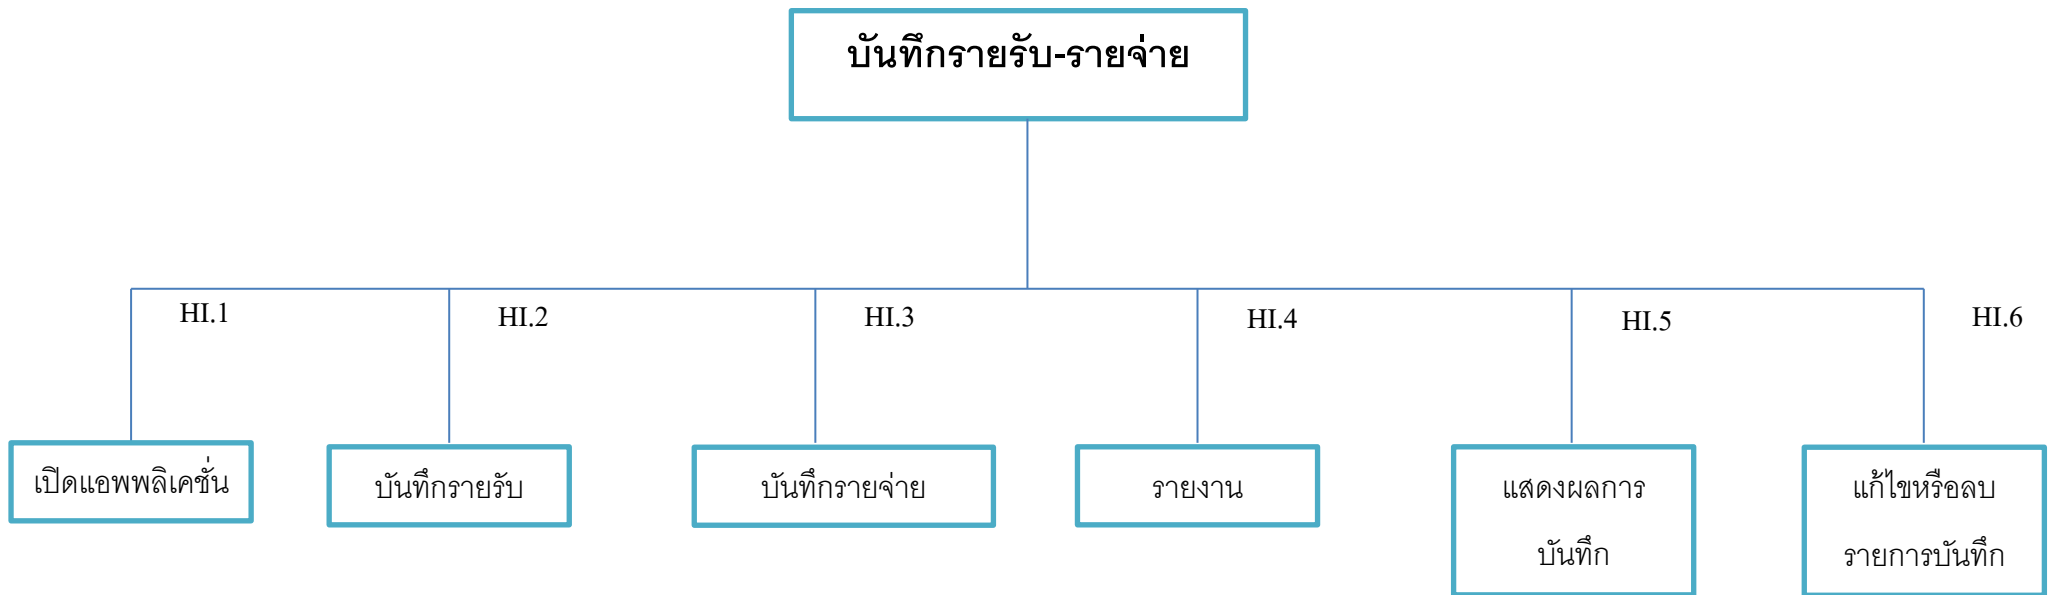 บันทึกรายรับ-รายจ่าย
HI.1
HI.2
HI.3
HI.4
HI.5
HI.6
เปิดแอพพลิเคชั่น
บันทึกรายรับ
บันทึกรายจ่าย
รายงาน
แสดงผลการ
บันทึก
แก้ไขหรือลบ
รายการบันทึก